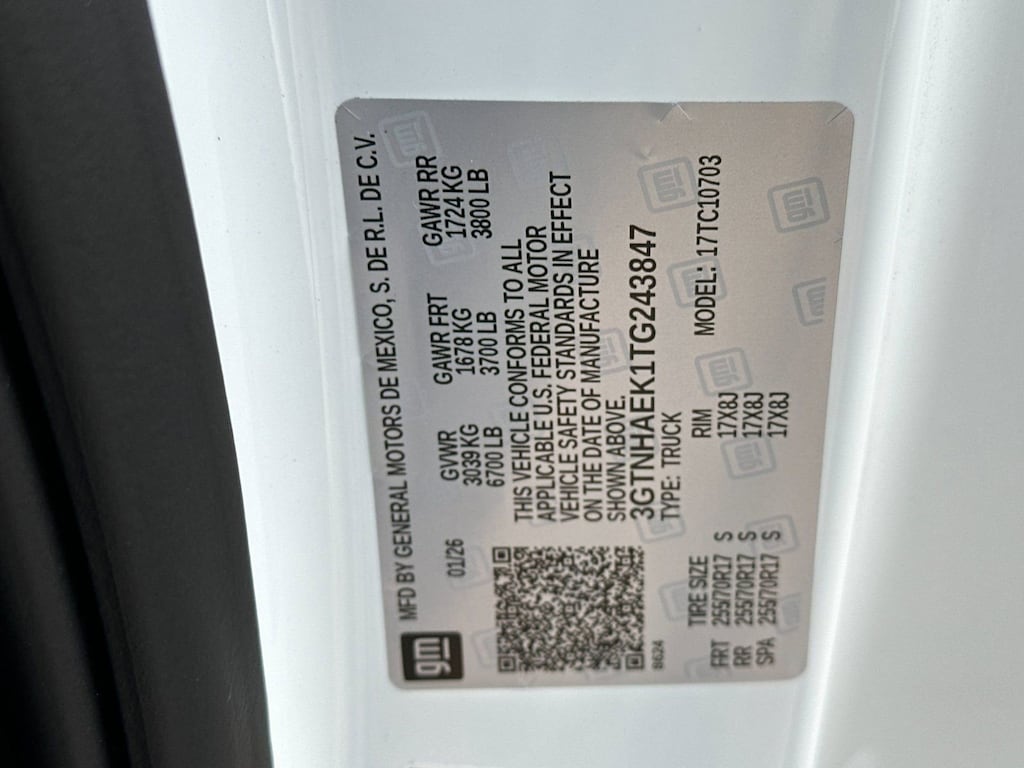 gm
MFD BY GENERAL MOTORS DE MEXICO, S. DE R.L. DE C.V.
01/26 GVWR GAWR FRT GAWR RR
3039 KG 1678 KG 1724 KG
6700 LB 3700 LB 3800 LB
THIS VEHICLE CONFORMS TO ALL
APPLICABLE U.S. FEDERAL MOTOR
VEHICLE SAFETY STANDARDS IN EFFECT
ON THE DATE OF MANUFACTURE
SHOWN ABOVE.
3GTNHAEK1TG243847
8624 TYPE: TRUCK
TIRE SIZE RIM MODEL: 17TC10703
FRT 255/70R17 S 17X8J
RR 255/70R17 S 17X8J
SPA 255/70R17 S 17X8J